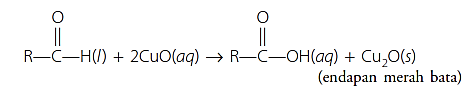 O O
|| ||
R—C—H(l) + 2CuO(aq) → R—C—OH(aq) + Cu₂O(s)
(endapan merah bata)